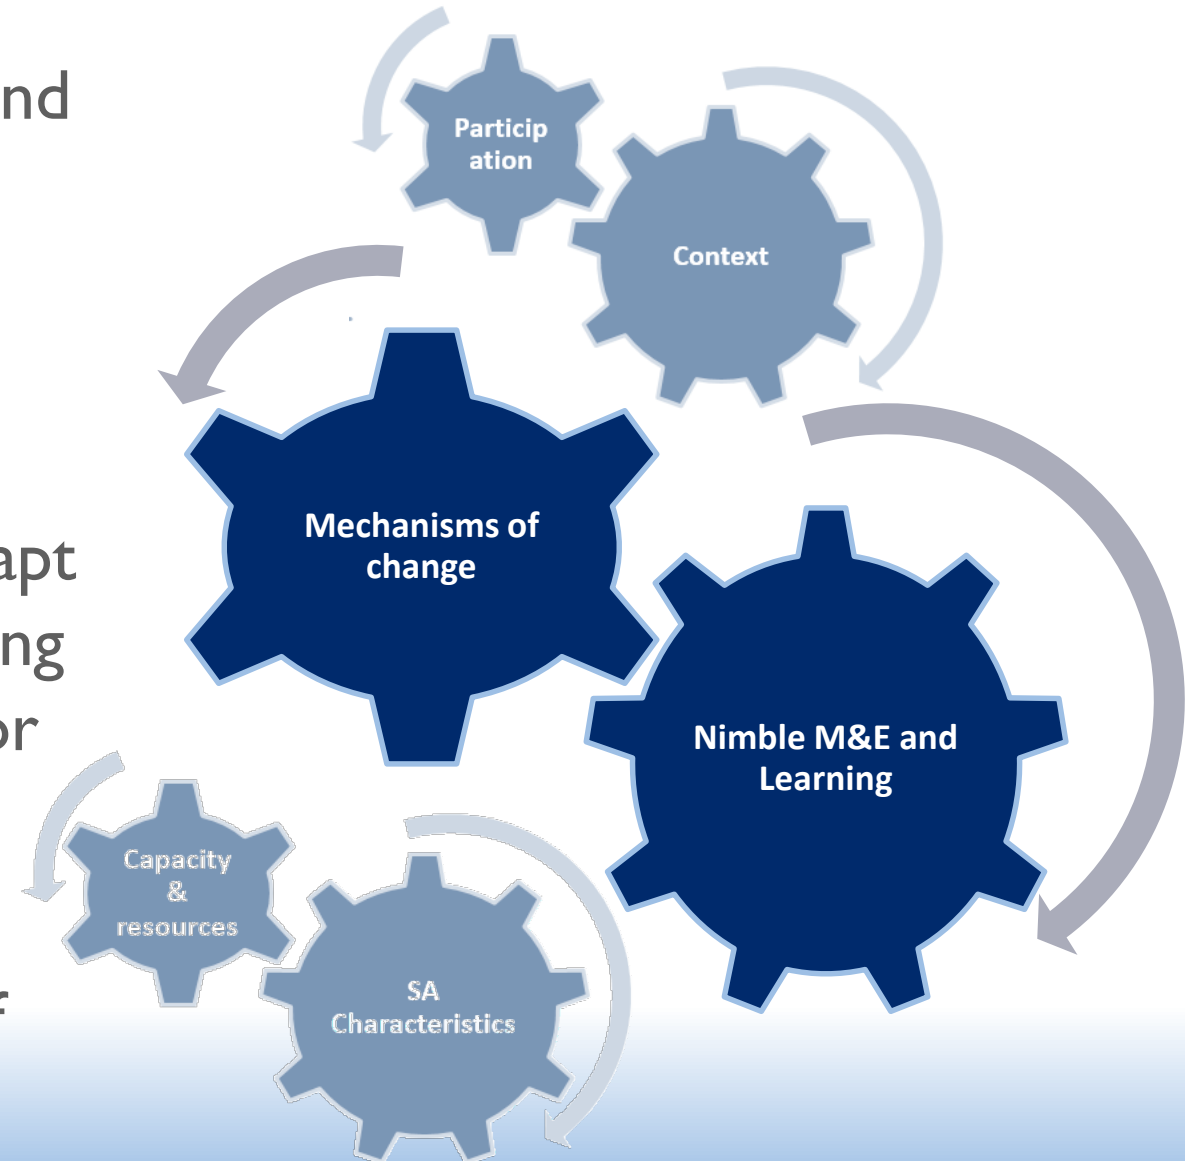 nd
Particip
ation
Context
Mechanisms of
change
apt
ng
or
Nimble M&E and
Learning
Capacity
&
resources
SA
Characteristics
f